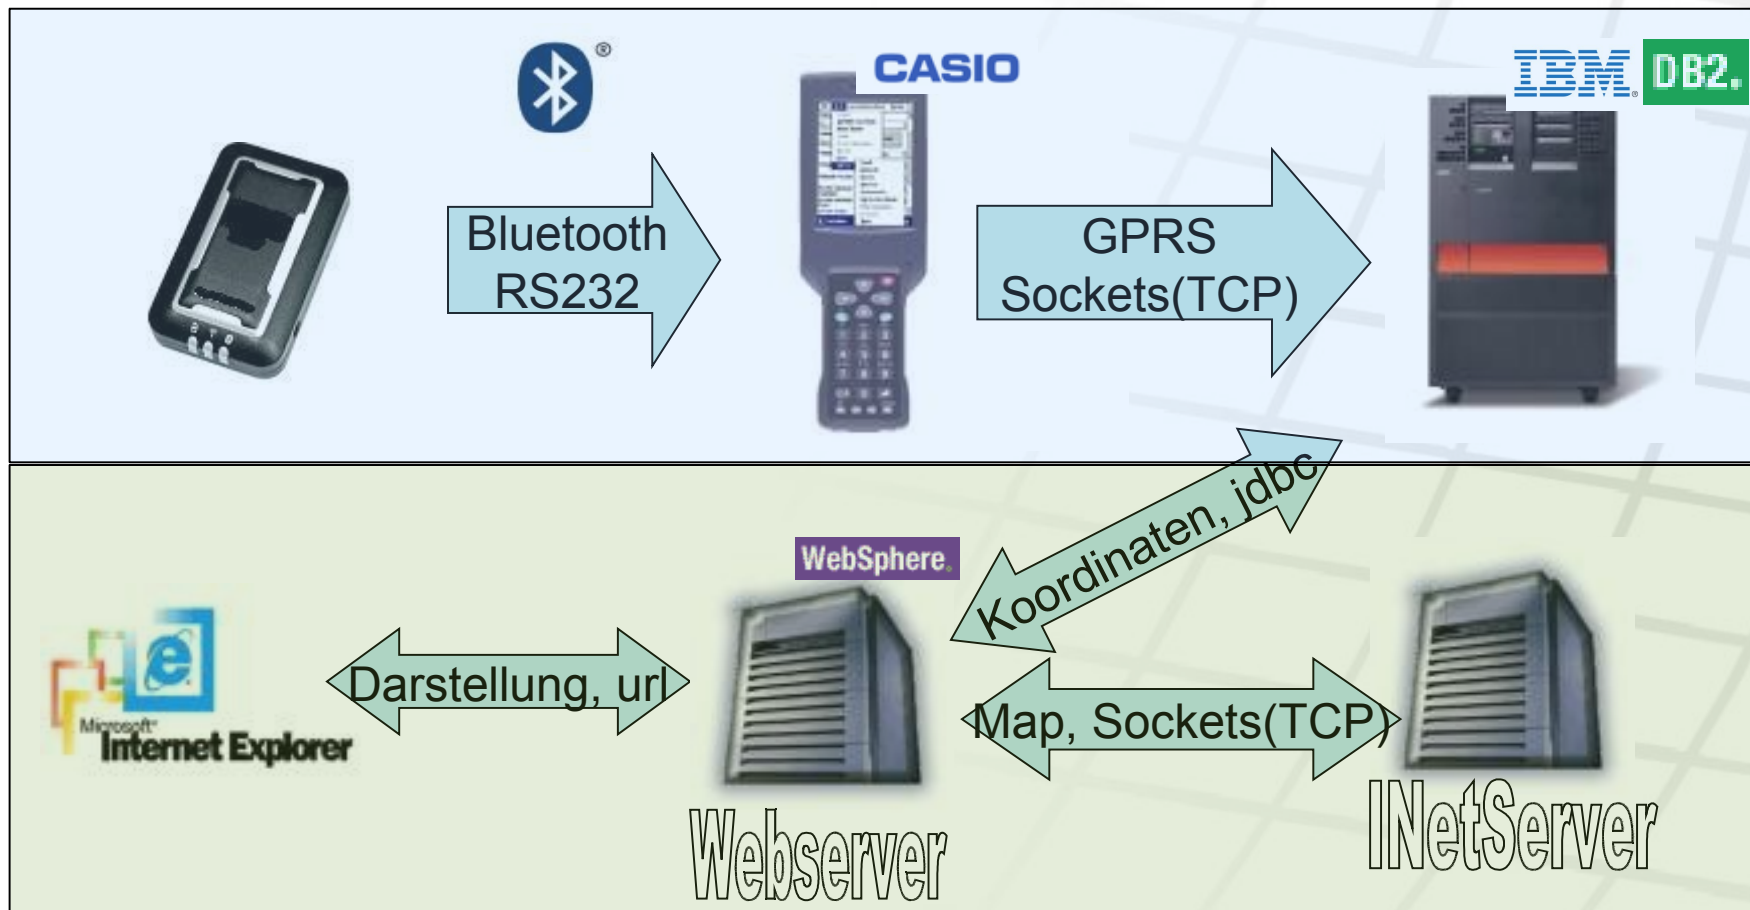 ®
CASIO
IBM®
DB2.
Bluetooth
RS232
GPRS
Sockets(TCP)
Koordinaten, jdbc
WebSphere.
Darstellung, url
Map, Sockets(TCP)
Microsoft®
Internet Explorer
Webserver
INetServer